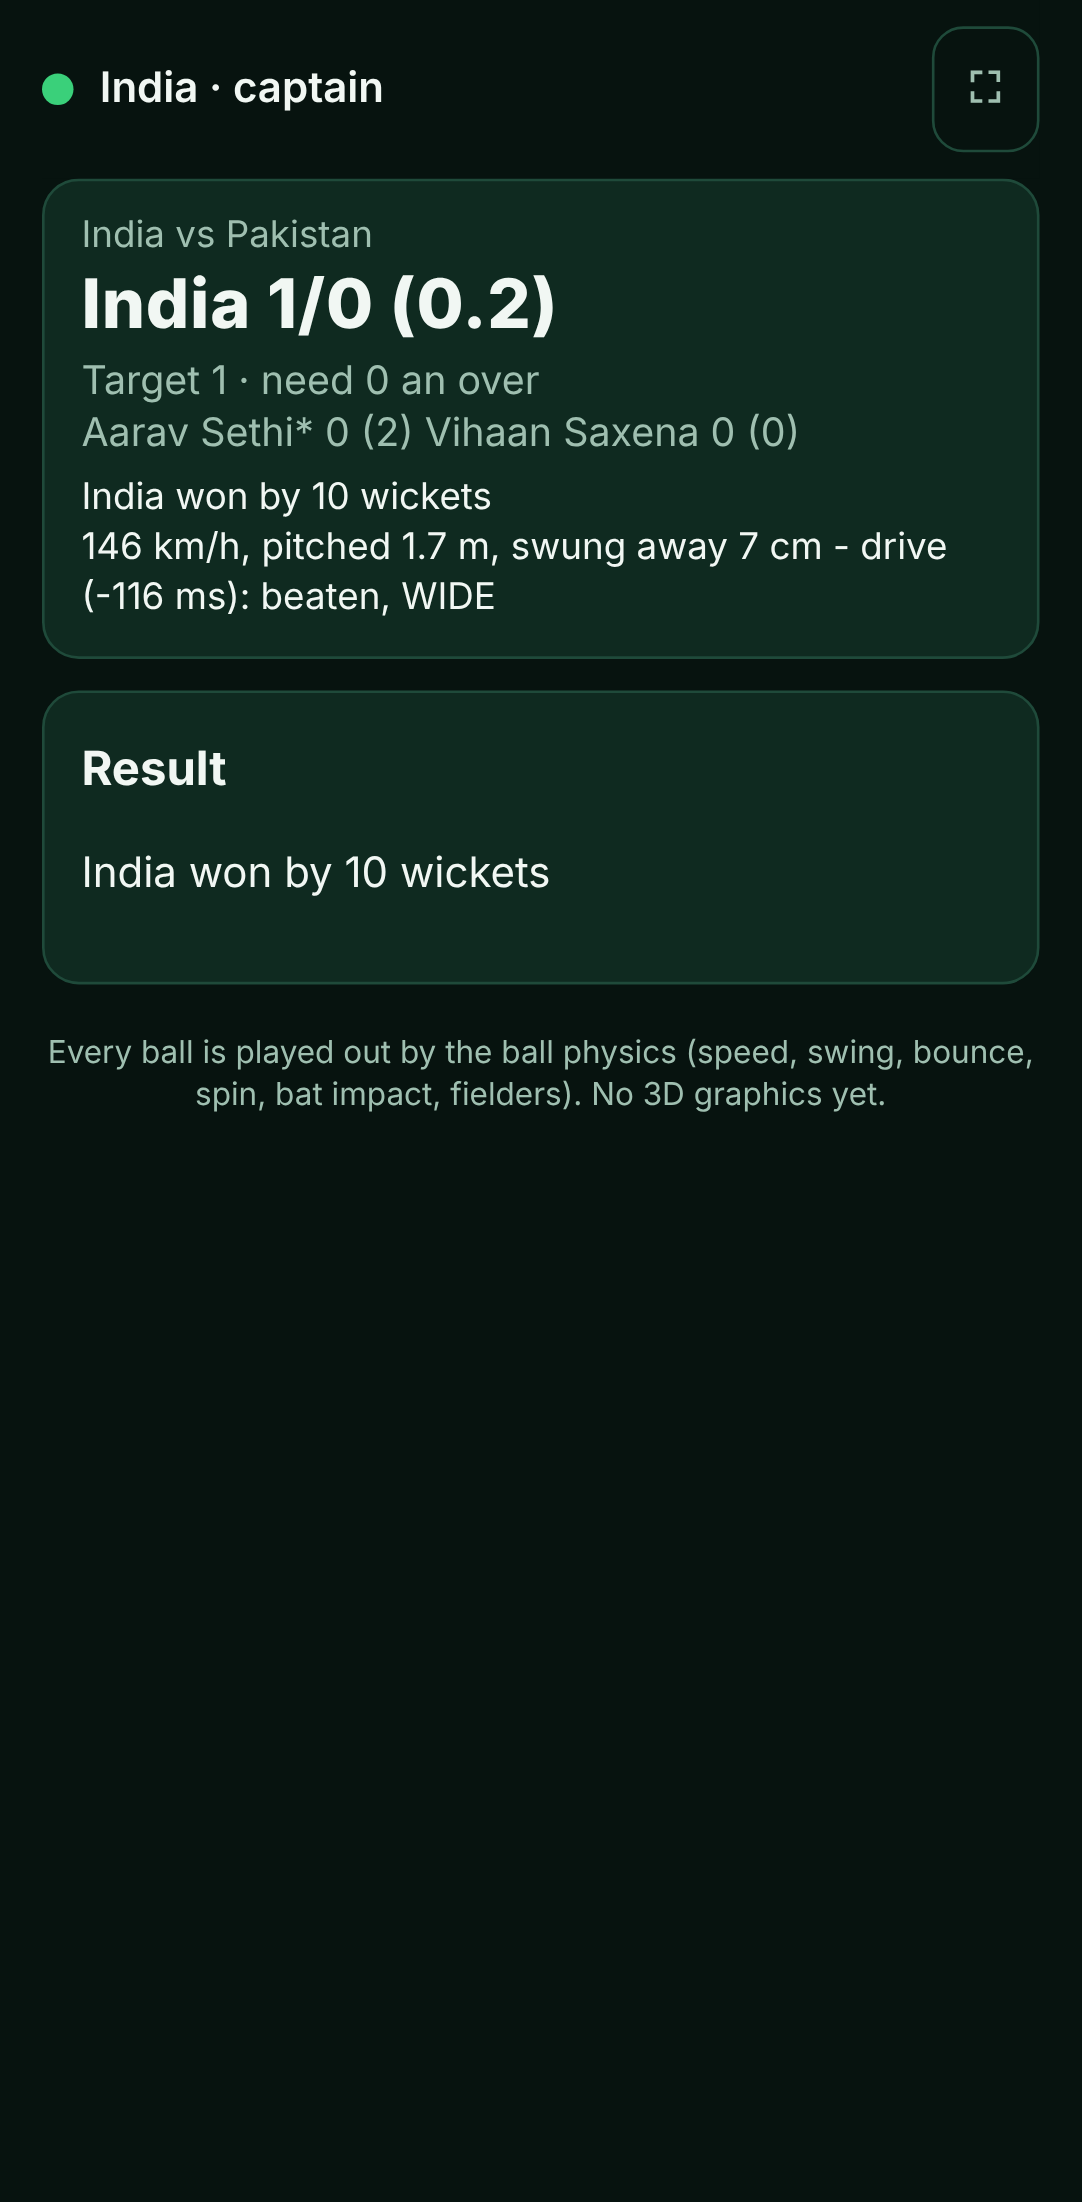 India · captain
India vs Pakistan
India 1/0 (0.2)
Target 1 · need 0 an over
Aarav Sethi* 0 (2) Vihaan Saxena 0 (0)
India won by 10 wickets
146 km/h, pitched 1.7 m, swung away 7 cm - drive
(-116 ms): beaten, WIDE
Result
India won by 10 wickets
Every ball is played out by the ball physics (speed, swing, bounce,
spin, bat impact, fielders). No 3D graphics yet.